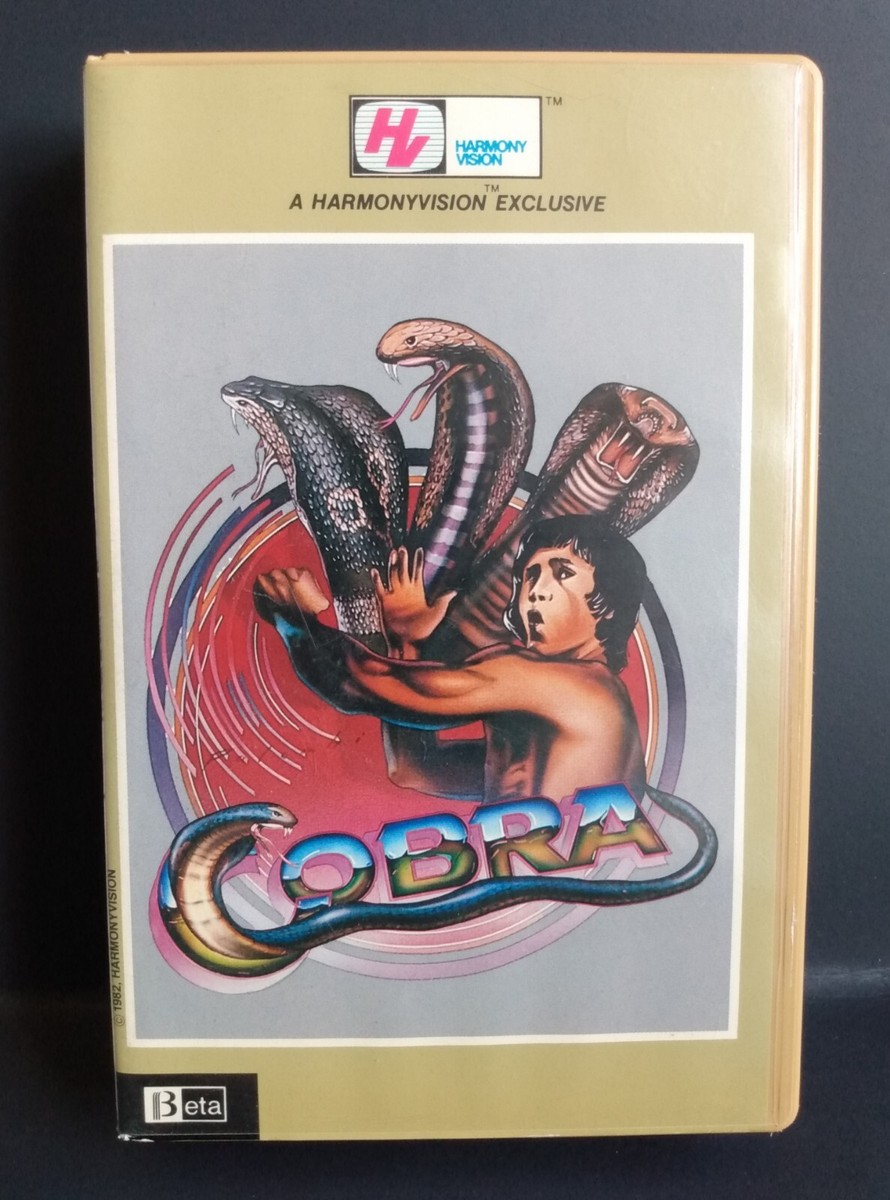 HV
HARMONY
VISION
TM
A HARMONYVISION™ EXCLUSIVE
COBRA
© 1982, HARMONYVISION
Beta